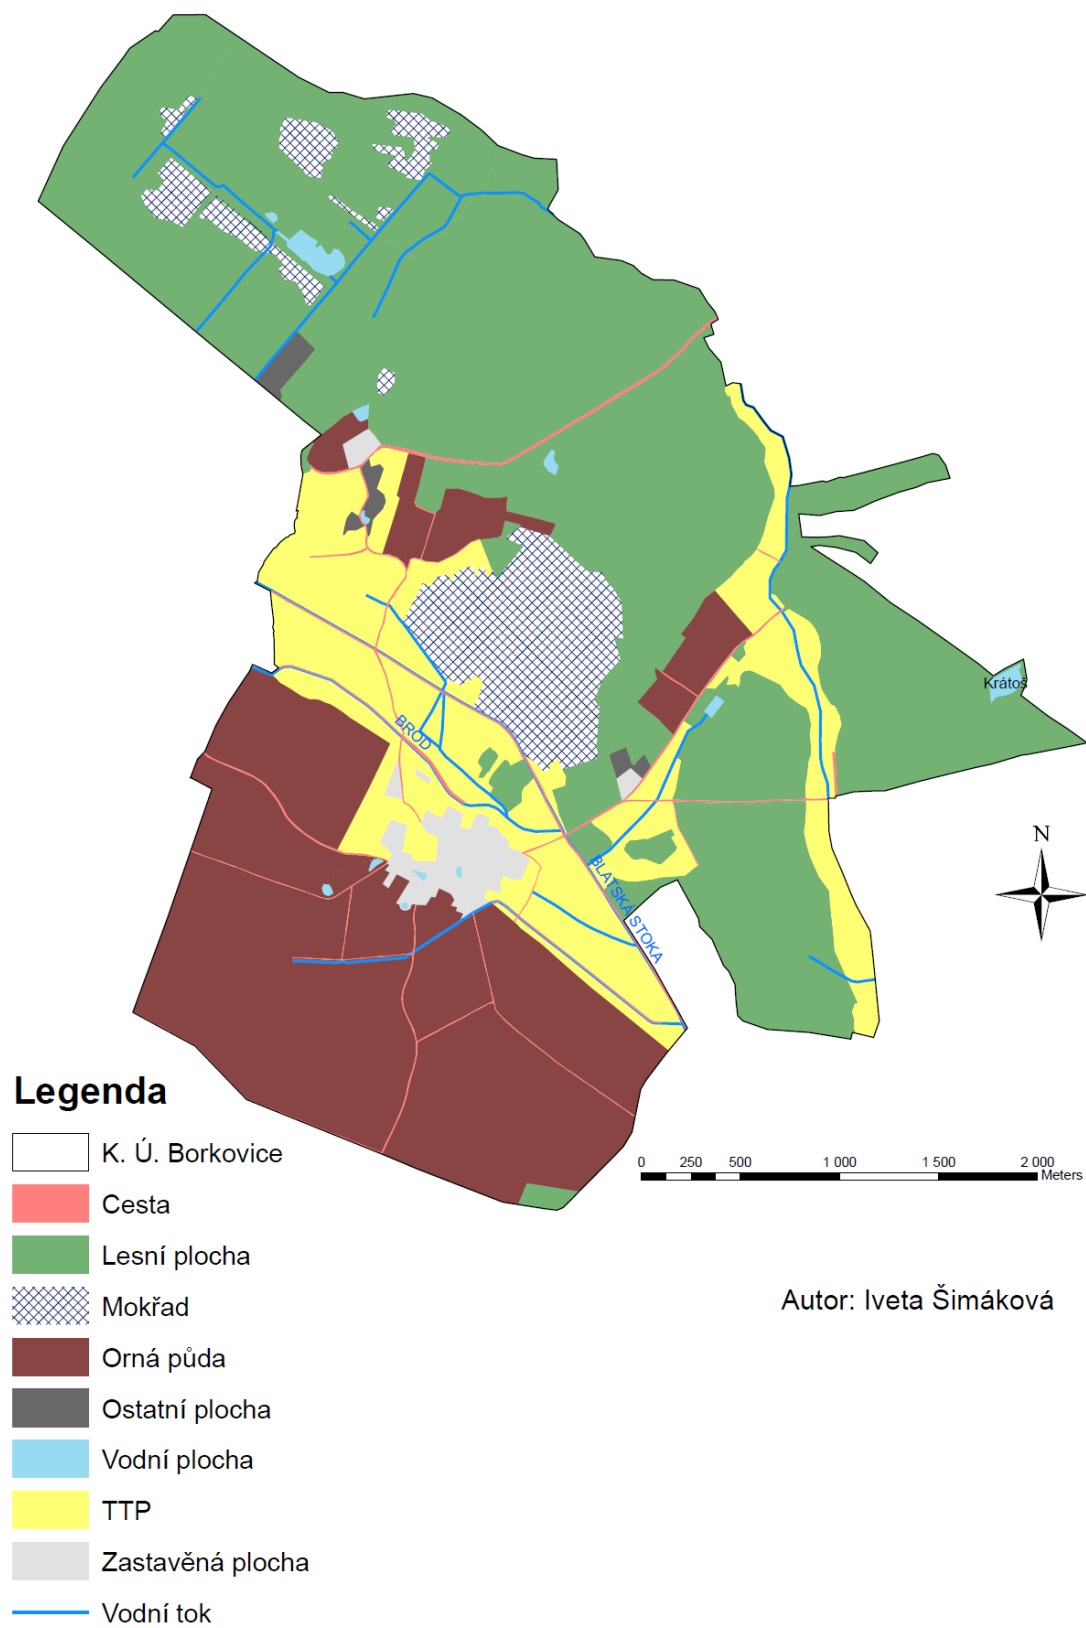 Krátoš
BROD
BLATSKÁ STOKA
N
Legenda
K. Ú. Borkovice
Cesta
Lesní plocha
Mokřad
Orná půda
Ostatní plocha
Vodní plocha
TTP
Zastavěná plocha
Vodní tok
0 250 500 1 000 1 500 2 000
Meters
Autor: Iveta Šimáková